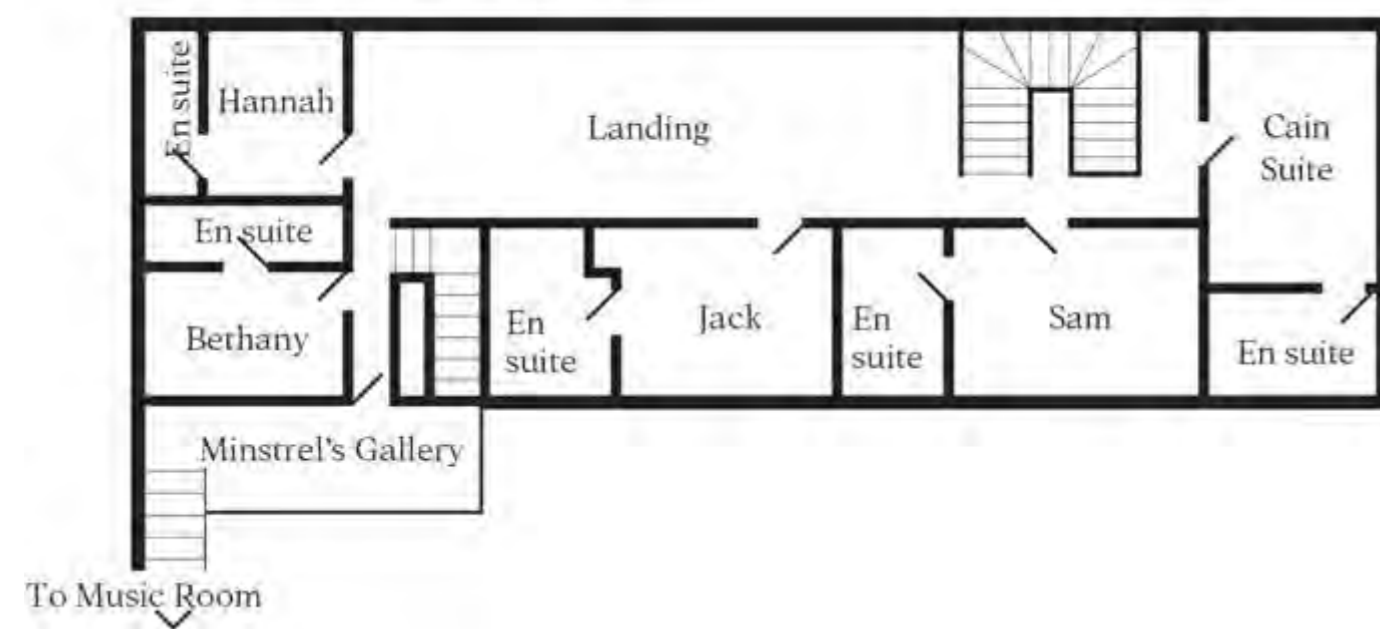 En suite
Hannah
Landing
Cain
Suite
En suite
Bethany
En
suite
Jack
En
suite
Sam
En suite
Minstrel's Gallery
To Music Room